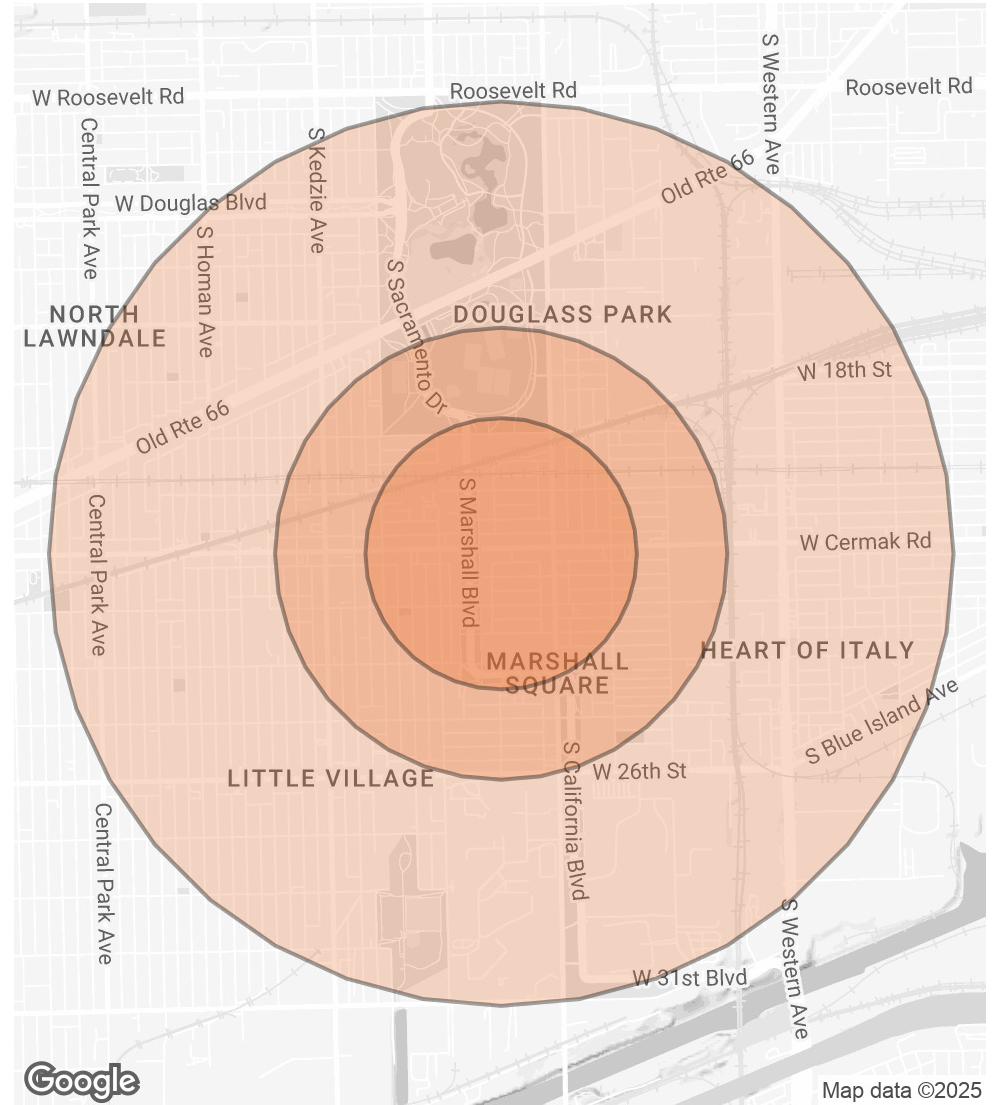 S Western Ave
Roosevelt Rd
Roosevelt Rd
W Roosevelt Rd
Central Park Ave
S Kedzie Ave
Old Rte 66
W Douglas Blvd
S Homan Ave
S Sacramento Dr
NORTH
LAWNDALE
DOUGLASS PARK
W 18th St
Old Rte 66
S Marshall Blvd
Central Park Ave
W Cermak Rd
HEART OF ITALY
MARSHALL
SQUARE
S Blue Island Ave
LITTLE VILLAGE
W 26th St
S California Blvd
Central Park Ave
S Western Ave
W 31st Blvd
Google
Map data ©2025